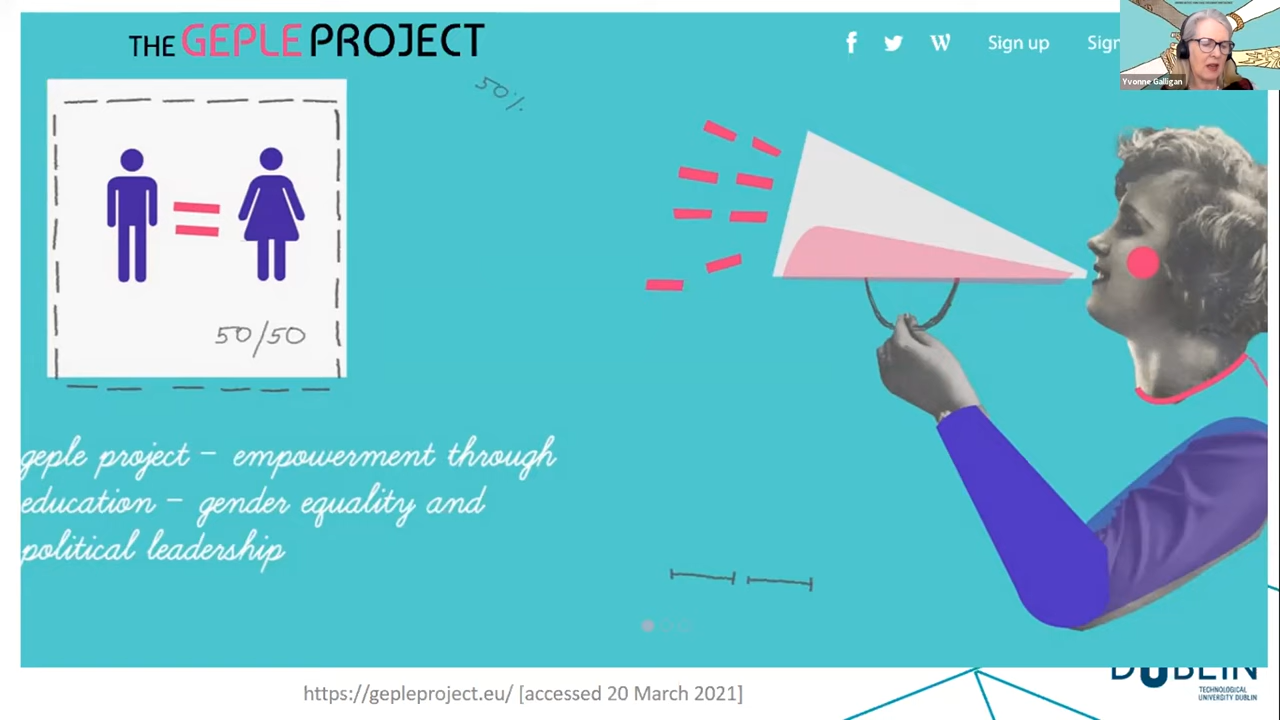 THE GEPLE PROJECT
Sign up
Yvonne Galligan
50%
50/50
geple project – empowerment through
education – gender equality and
political leadership
https://gepleproject.eu/ [accessed 20 March 2021]
DUBLIN
TECHNOLOGICAL
UNIVERSITY DUBLIN